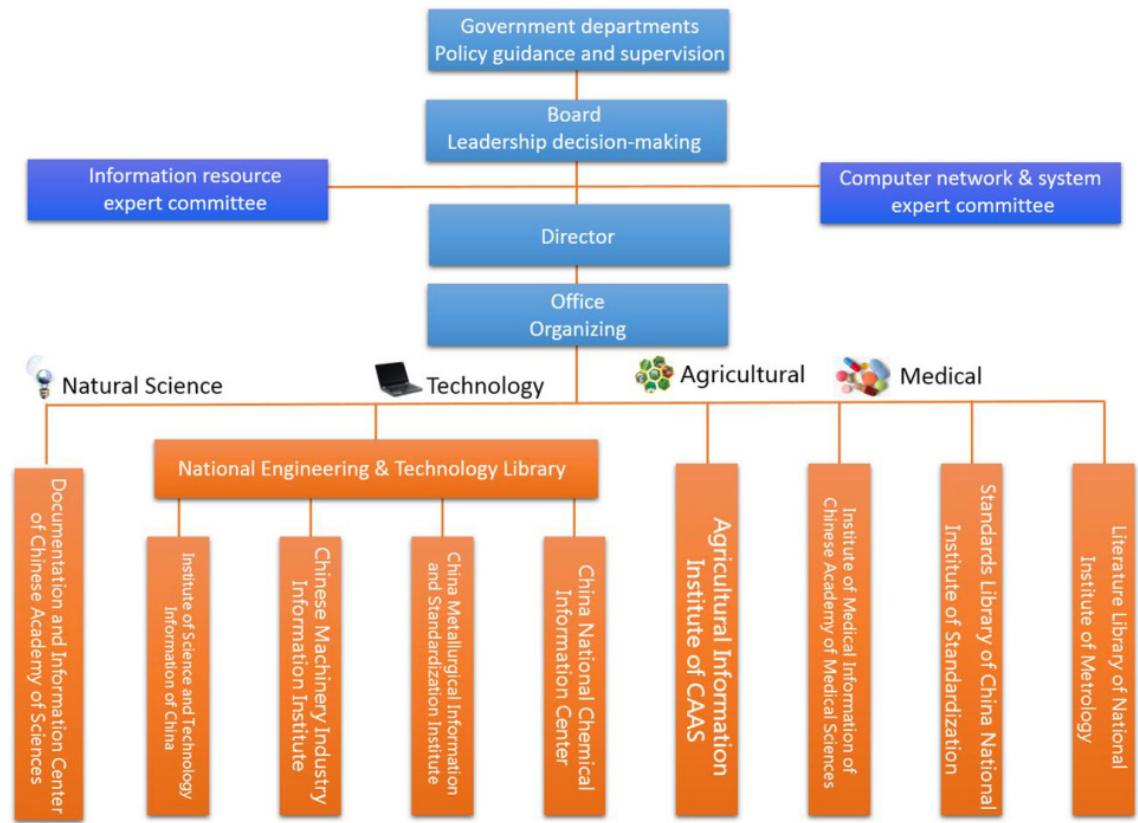 Government departments
Policy guidance and supervision
Board
Leadership decision-making
Information resource
expert committee
Computer network & system
expert committee
Director
Office
Organizing
Natural Science
Technology
Agricultural
Medical
National Engineering & Technology Library
Documentation and Information Center
of Chinese Academy of Sciences
Institute of Science and Technology
Information of China
Chinese Machinery Industry
Information Institute
China Metallurgical Information
and Standardization Institute
China National Chemical
Information Center
Agricultural Information
Institute of CAAS
Institute of Medical Information of
Chinese Academy of Medical Sciences
Standards Library of China National
Institute of Standardization
Literature Library of National
Institute of Metrology